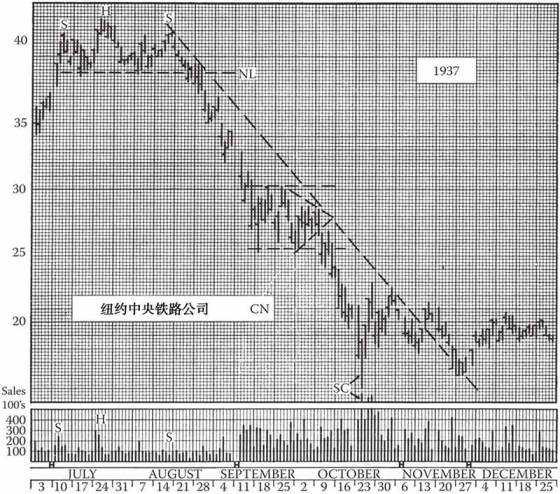 S
H
S
40
NL
1937
35
30
25
纽约中央铁路公司 CN
20
SC
Sales
100's
400
300
200
100
S
H
S
JULY AUGUST SEPTEMBER OCTOBER NOVEMBER DECEMBER
3 10 17 24 31 7 14 21 28 4 11 18 25 2 9 16 23 30 6 13 20 27 4 11 18 25